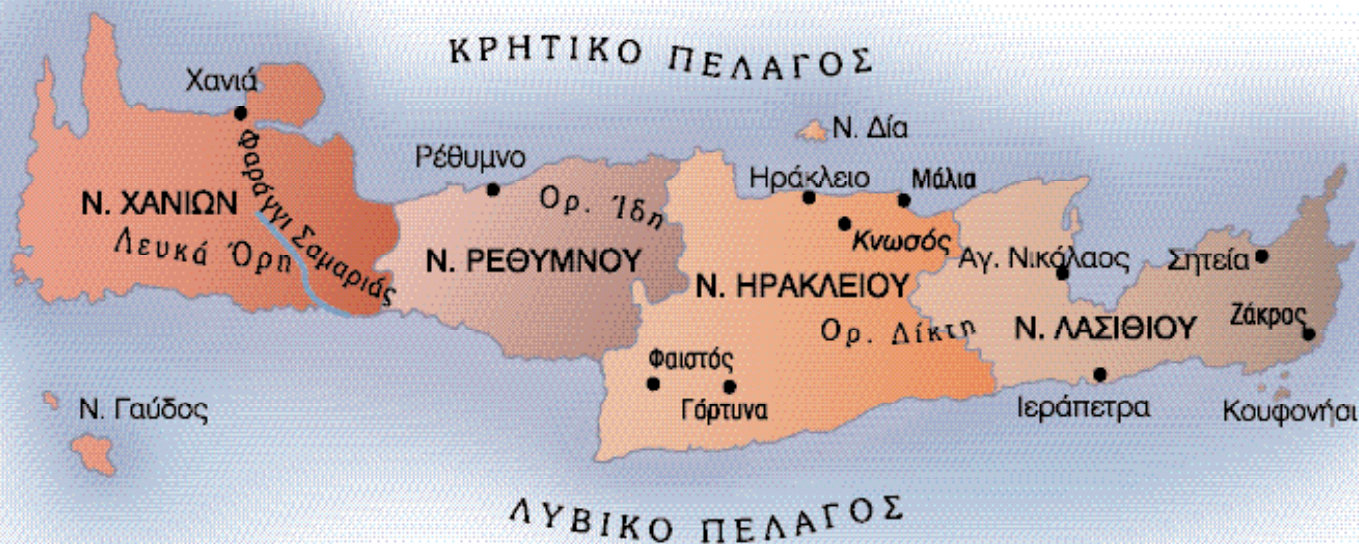 ΚΡΗΤΙΚΟ ΠΕΛΑΓΟΣ
Χανιά
Ν. Δία
Ρέθυμνο
Ηράκλειο
Μάλια
Φαράγγι Σαμαριάς
Ν. ΧΑΝΙΩΝ
Ορ. Ίδη
Κνωσός
Λευκά Όρη
Ν. ΡΕΘΥΜΝΟΥ
Αγ. Νικόλαος
Σητεία
Ν. ΗΡΑΚΛΕΙΟΥ
Ορ. Δίκτη
Ν. ΛΑΣΙΘΙΟΥ
Ζάκρος
Φαιστός
Γόρτυνα
Ν. Γαύδος
Ιεράπετρα
Κουφονήσι
ΛΥΒΙΚΟ ΠΕΛΑΓΟΣ